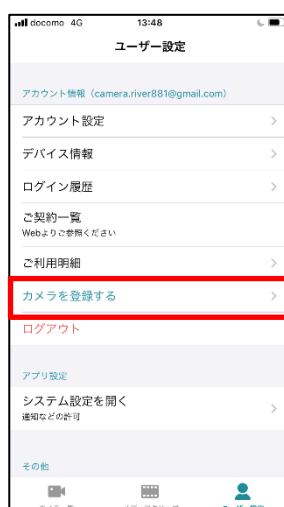 docomo 4G 13:48
ユーザー設定
アカウント情報（camera.river881@gmail.com）
アカウント設定
デバイス情報
ログイン履歴
ご契約一覧
Webよりご参照ください
ご利用明細
カメラを登録する
ログアウト
アプリ設定
システム設定を開く
通知などの許可
その他